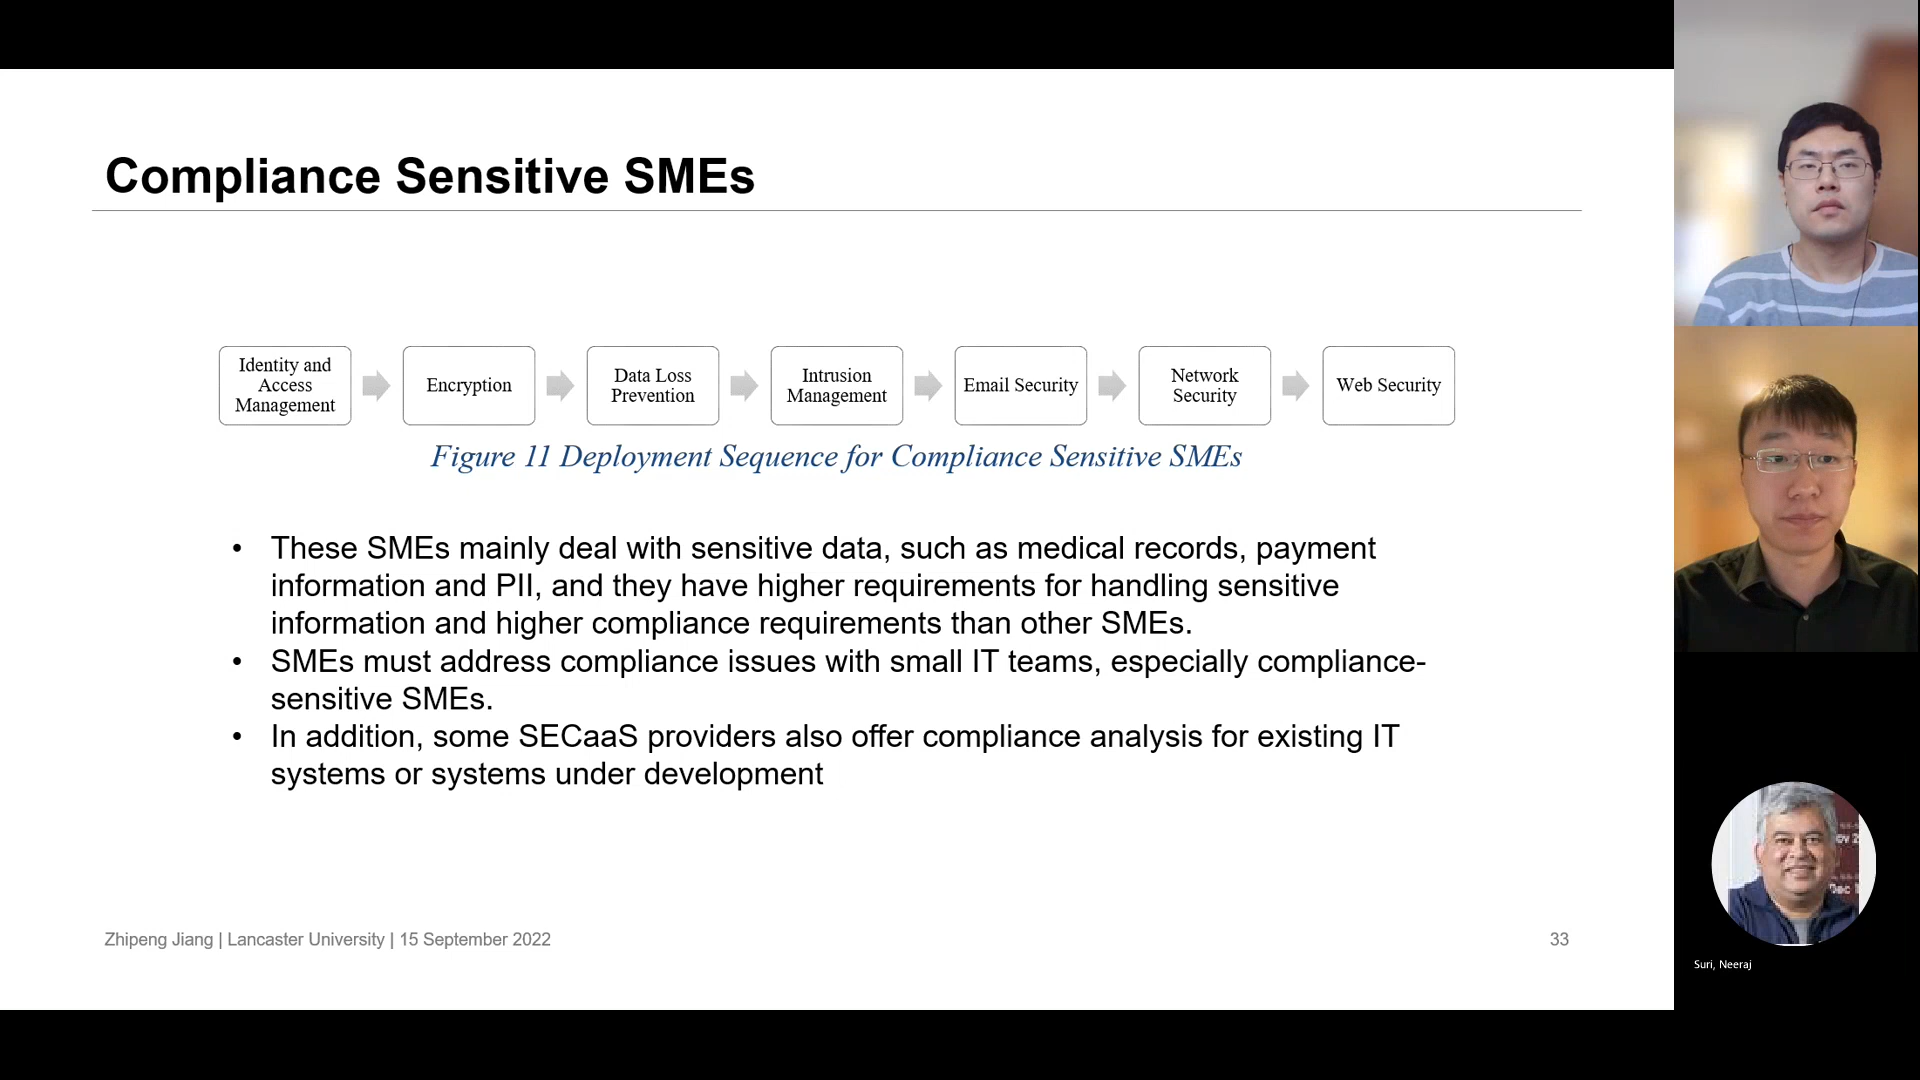 Compliance Sensitive SMEs
Identity and
Access
Management
Encryption
Data Loss
Prevention
Intrusion
Management
Email Security
Network
Security
Web Security
Figure 11 Deployment Sequence for Compliance Sensitive SMEs
• These SMEs mainly deal with sensitive data, such as medical records, payment
information and PII, and they have higher requirements for handling sensitive
information and higher compliance requirements than other SMEs.
• SMEs must address compliance issues with small IT teams, especially compliance-
sensitive SMEs.
• In addition, some SECaaS providers also offer compliance analysis for existing IT
systems or systems under development
Zhipeng Jiang | Lancaster University | 15 September 2022
33
Suri, Neeraj